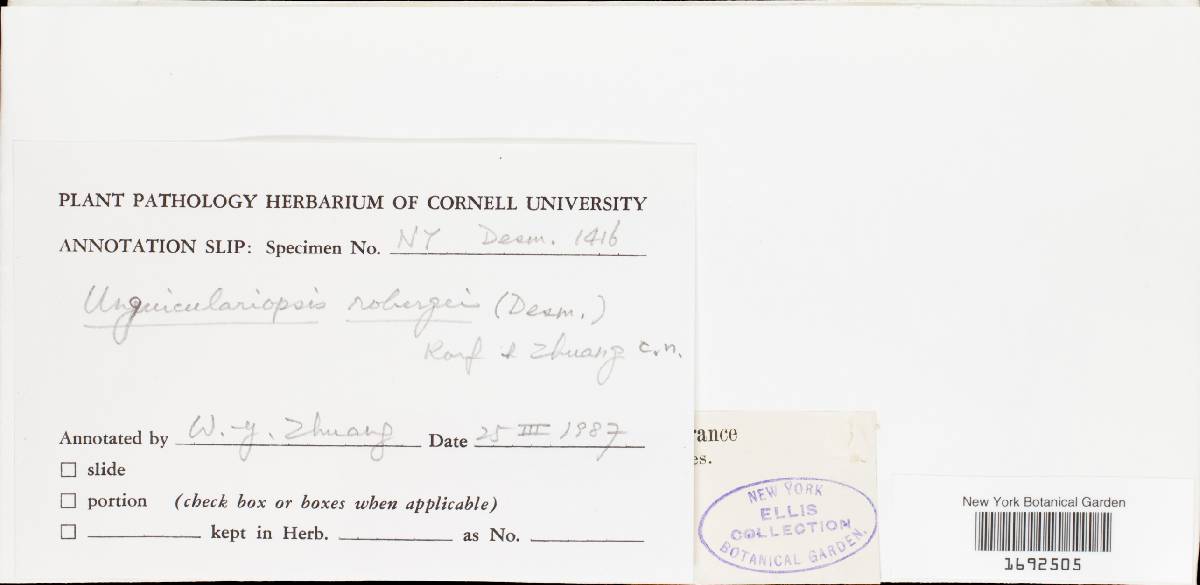 PLANT PATHOLOGY HERBARIUM OF CORNELL UNIVERSITY
ANNOTATION SLIP: Specimen No. NY Desm. 1416
Unguiculariopsis robergei (Desm.)
Korf & Zhuang c.n.
Annotated by W.-y. Zhuang Date 25 III 1987
☐ slide
☐ portion (check box or boxes when applicable)
☐ kept in Herb. as No.
rance
es.
NEW YORK
ELLIS
COLLECTION
BOTANICAL GARDEN.
New York Botanical Garden
1692505